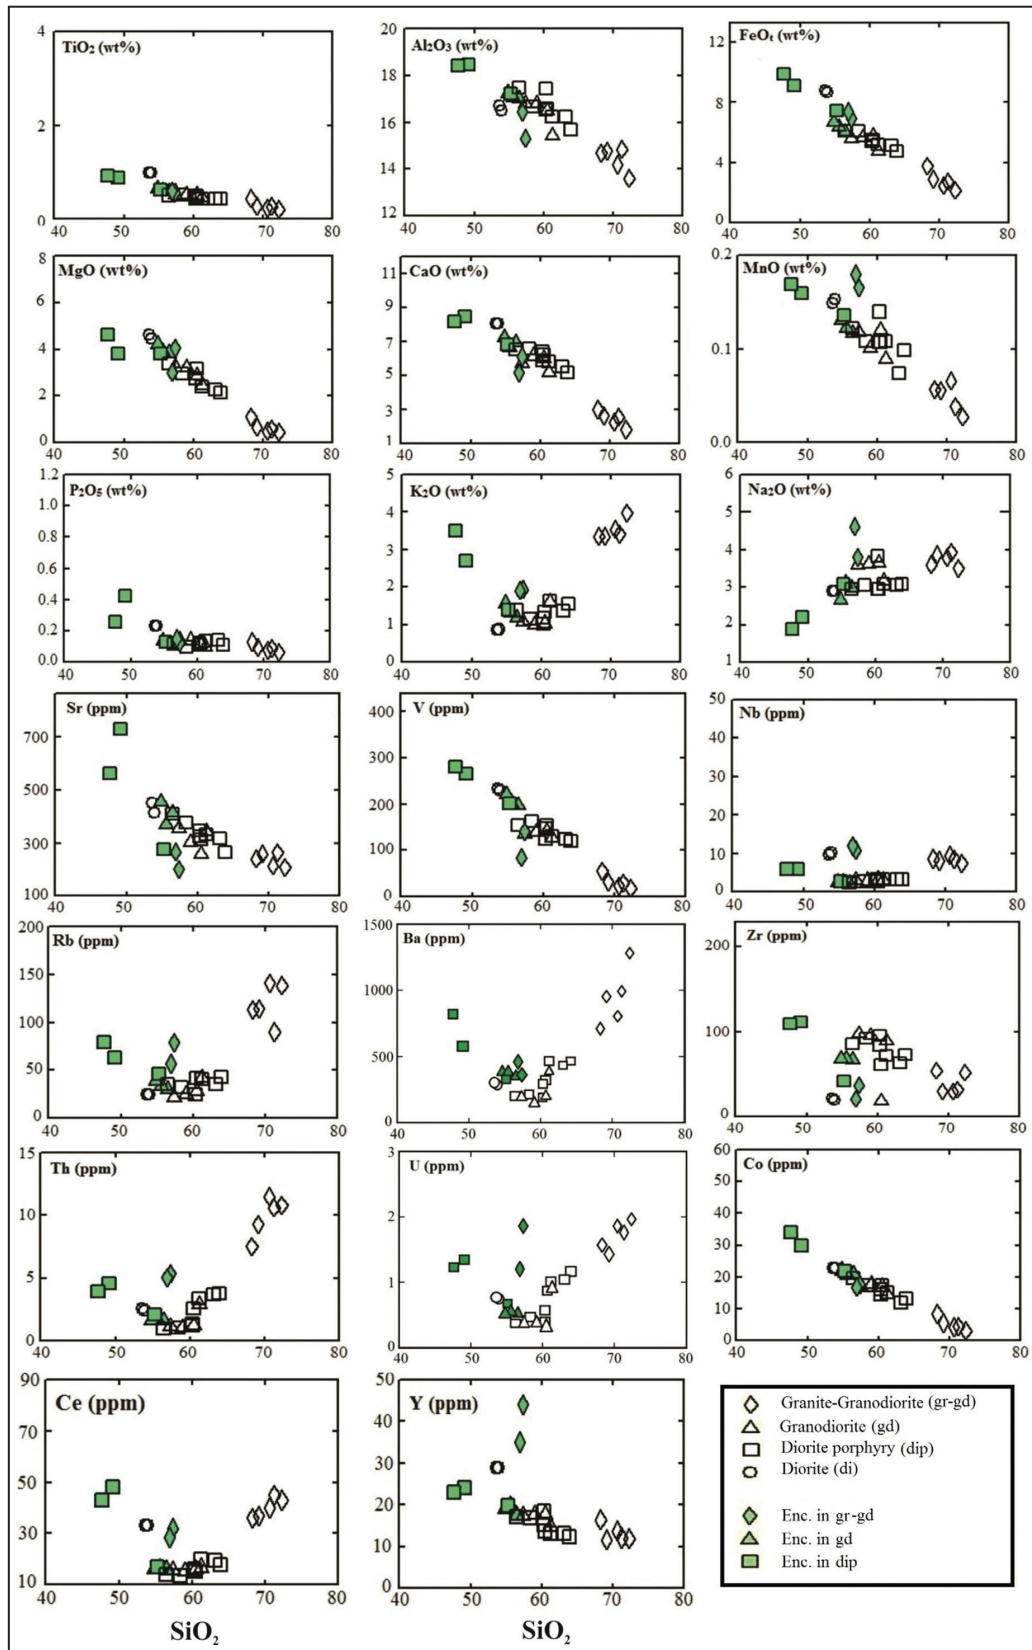 TiO₂ (wt%)
4
2
0
40 50 60 70 80
Al₂O₃ (wt%)
20
18
16
14
12
40 50 60 70 80
FeOₜ (wt%)
12
8
4
0
40 50 60 70 80
MgO (wt%)
8
6
4
2
0
40 50 60 70 80
CaO (wt%)
11
9
7
5
3
1
40 50 60 70 80
MnO (wt%)
0.2
0.1
0.0
40 50 60 70 80
P₂O₅ (wt%)
1.2
1.0
0.8
0.6
0.4
0.2
0.0
40 50 60 70 80
K₂O (wt%)
5
4
3
2
1
0
40 50 60 70 80
Na₂O (wt%)
6
5
4
3
2
1
40 50 60 70 80
Sr (ppm)
700
500
300
100
40 50 60 70 80
V (ppm)
400
300
200
100
0
40 50 60 70 80
Nb (ppm)
50
40
30
20
10
0
40 50 60 70 80
Rb (ppm)
200
150
100
50
0
40 50 60 70 80
Ba (ppm)
1500
1000
500
0
40 50 60 70 80
Zr (ppm)
200
100
0
40 50 60 70 80
Th (ppm)
15
10
5
0
40 50 60 70 80
U (ppm)
3
2
1
0
40 50 60 70 80
Co (ppm)
60
50
40
30
20
10
0
40 50 60 70 80
Ce (ppm)
90
70
50
30
10
40 50 60 70 80
SiO₂
Y (ppm)
50
40
30
20
10
0
40 50 60 70 80
SiO₂
Granite-Granodiorite (gr-gd)
Granodiorite (gd)
Diorite porphyry (dip)
Diorite (di)
Enc. in gr-gd
Enc. in gd
Enc. in dip